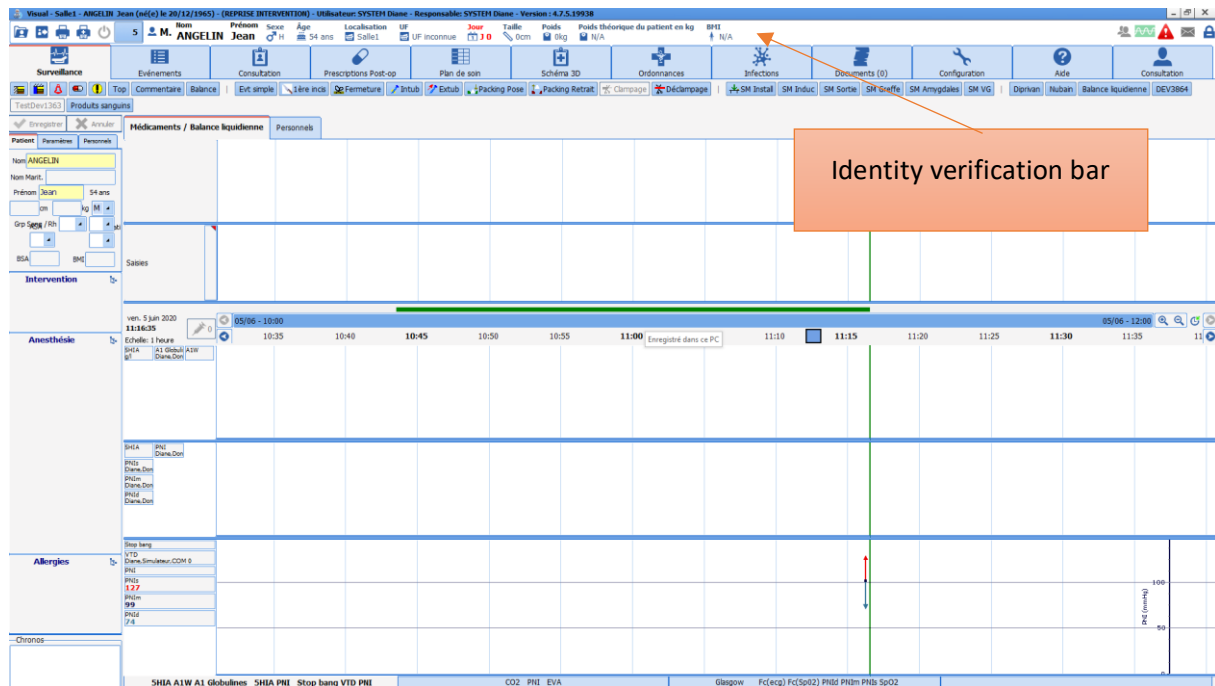 Visual - Salle1 - ANGELIN Jean (né(e) le 20/12/1965) - (REPRISE INTERVENTION) - Utilisateur: SYSTEM Diane - Responsable: SYSTEM Diane - Version : 4.7.5.19938
5 M. Nom ANGELIN Prénom Jean Sexe H Âge 54 ans Localisation Salle1 UF UF inconnue Jour J 0 Taille 0cm Poids 0kg Poids théorique du patient en kg N/A BMI N/A
Surveillance Evénements Consultation Prescriptions Post-op Plan de soin Schéma 3D Ordonnances Infections Documents (0) Configuration Aide Consultation
Top Commentaire Balance Evt simple 1ère incis Fermeture Intub Extub Packing Pose Packing Retrait Clampage Déclampage SM Install SM Induc SM Sortie SM Greffe SM Amygdales SM VG Diprivan Nubain Balance liquidienne DEV3864
TestDev1363 Produits sanguins
Enregistrer Annuler Médicaments / Balance liquidienne Personnels
Patient Paramètres Personnels
Identity verification bar
Nom ANGELIN
Nom Marit.
Prénom Jean 54 ans
cm kg M
Grp Sang / Rh
BSA BMI
Saisies
Intervention
ven. 5 juin 2020
11:16:35 0
05/06 - 10:00 05/06 - 12:00
Echelle: 1 heure
10:35 10:40 10:45 10:50 10:55 11:00 11:10 11:15 11:20 11:25 11:30 11:35 11
Enregistré dans ce PC
Anesthésie
5HIA A1 Globuli A1W
g/l Diane,Don
5HIA PNI
Diane,Don
PNIs
Diane,Don
PNIm
Diane,Don
PNId
Diane,Don
Stop bang
VTD
Diane,Simulateur.COM 0
Allergies
PNI
PNIs
127
PNIm
99
PNId
74
100
PNI (mmHg)
50
0
Chronos
5HIA A1W A1 Globulines 5HIA PNI Stop bang VTD PNI CO2 PNI EVA Glasgow Fc(ecg) Fc(SpO2) PNId PNIm PNIs SpO2